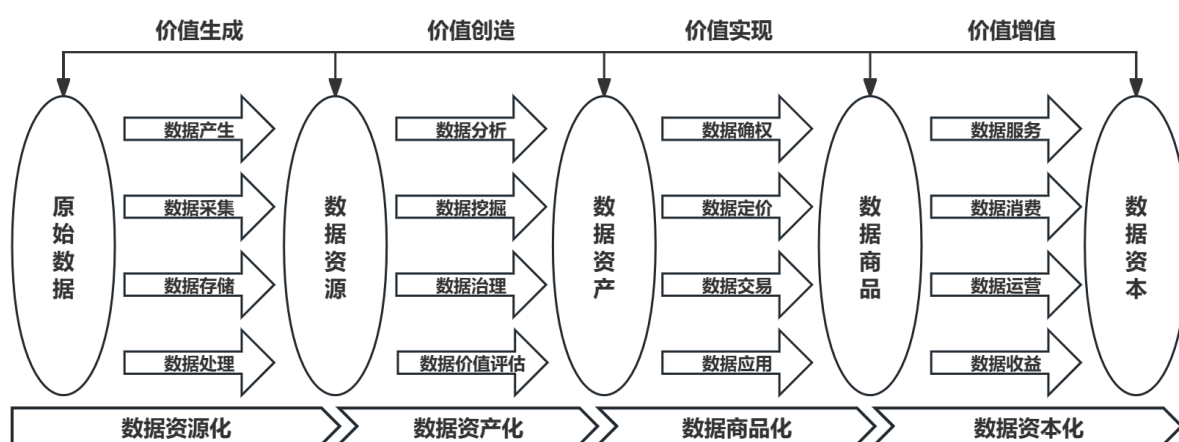 价值生成 价值创造 价值实现 价值增值
原始数据
数据产生
数据采集
数据存储
数据处理
数据资源
数据分析
数据挖掘
数据治理
数据价值评估
数据资产
数据确权
数据定价
数据交易
数据应用
数据商品
数据服务
数据消费
数据运营
数据收益
数据资本
数据资源化 数据资产化 数据商品化 数据资本化